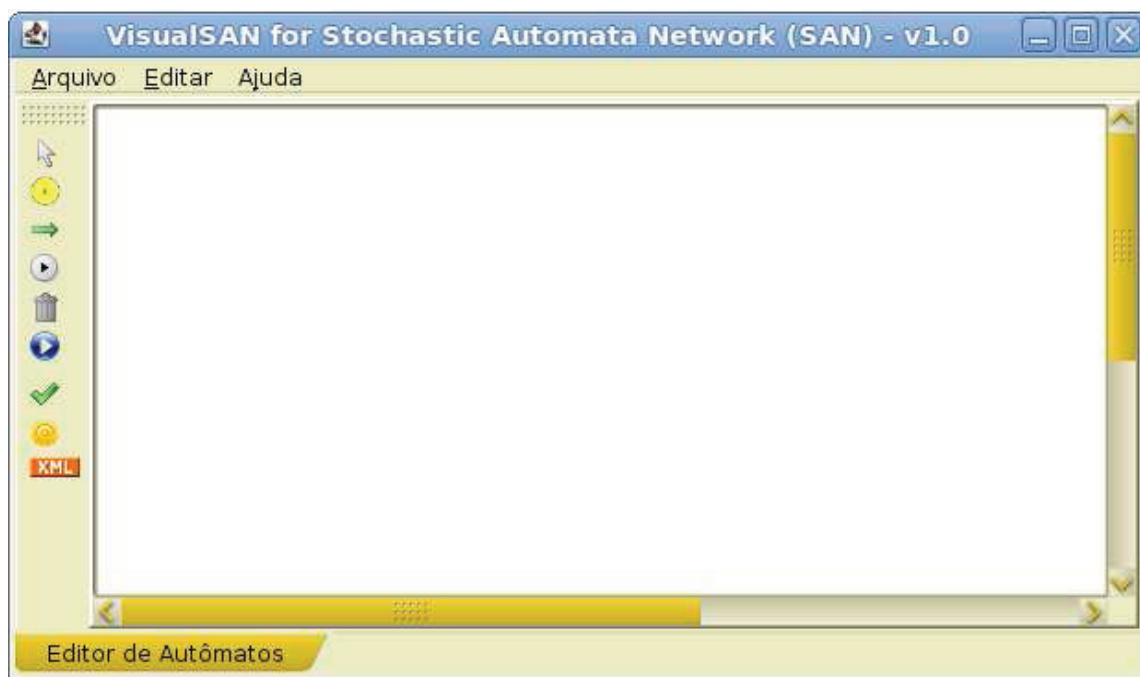 VisualSAN for Stochastic Automata Network (SAN) - v1.0
Arquivo Editar Ajuda
XML
Editor de Autômatos